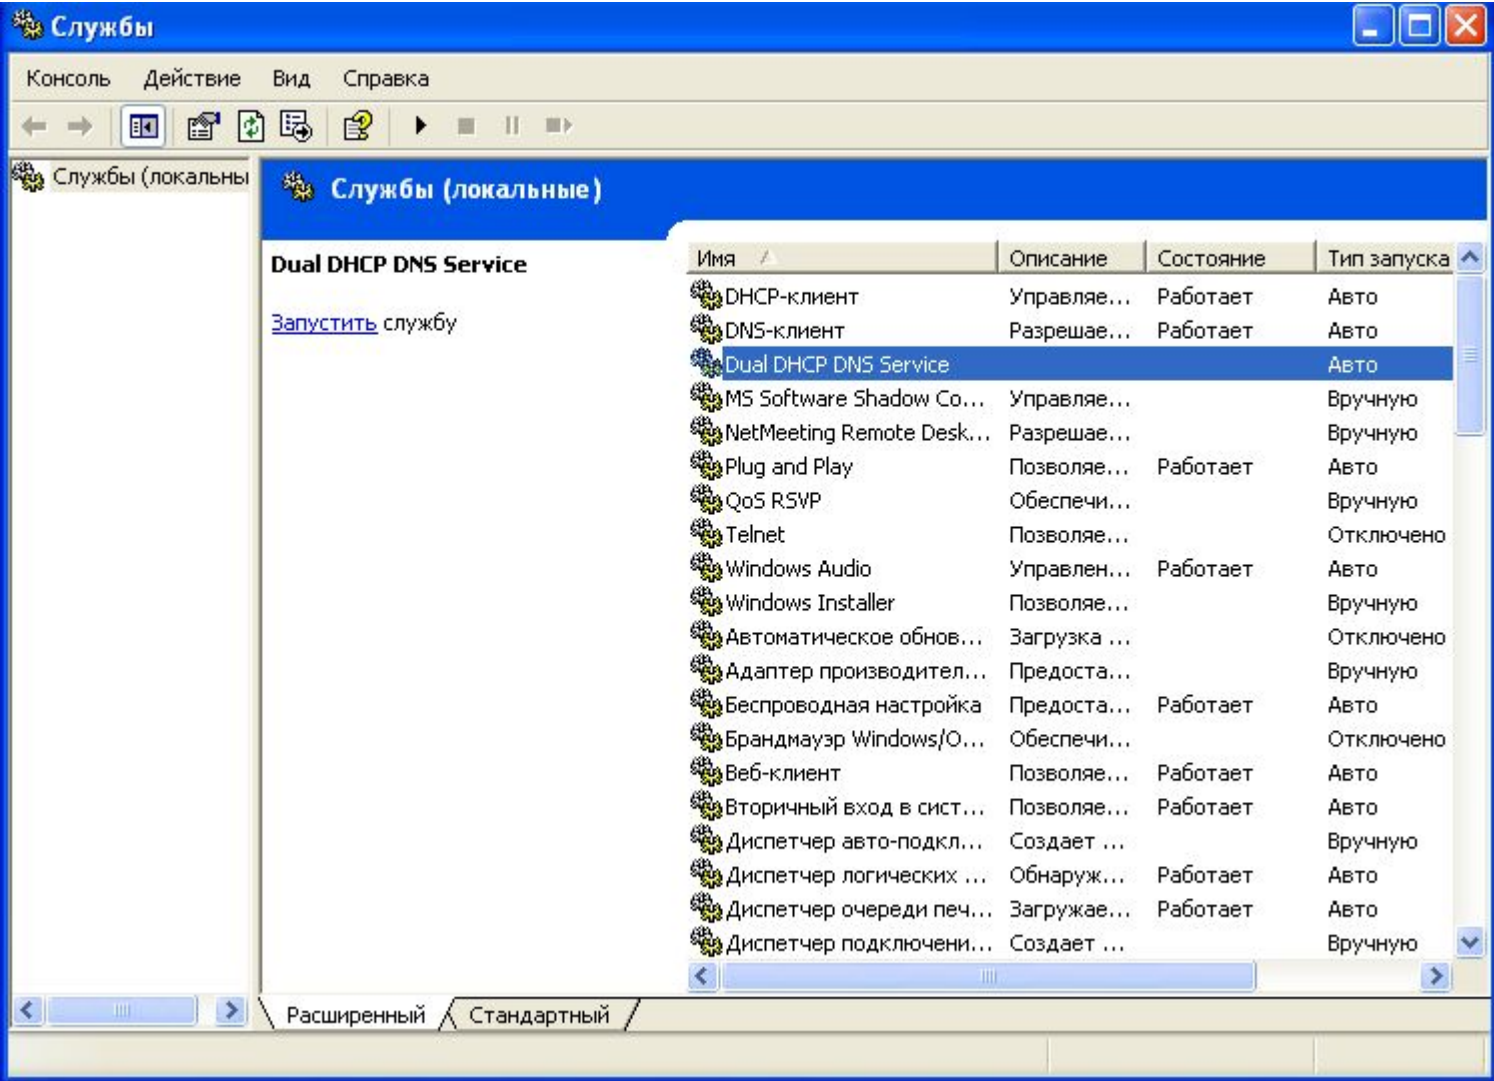 Службы
Консоль Действие Вид Справка
Службы (локальны
Службы (локальные)
Dual DHCP DNS Service
Запустить службу
Имя Описание Состояние Тип запуска
DHCP-клиент Управляе... Работает Авто
DNS-клиент Разрешае... Работает Авто
Dual DHCP DNS Service Авто
MS Software Shadow Co... Управляе... Вручную
NetMeeting Remote Desk... Разрешае... Вручную
Plug and Play Позволяе... Работает Авто
QoS RSVP Обеспечи... Вручную
Telnet Позволяе... Отключено
Windows Audio Управлен... Работает Авто
Windows Installer Позволяе... Вручную
Автоматическое обнов... Загрузка ... Отключено
Адаптер производител... Предоста... Вручную
Беспроводная настройка Предоста... Работает Авто
Брандмауэр Windows/О... Обеспечи... Отключено
Веб-клиент Позволяе... Работает Авто
Вторичный вход в сист... Позволяе... Работает Авто
Диспетчер авто-подкл... Создает ... Вручную
Диспетчер логических ... Обнаруж... Работает Авто
Диспетчер очереди печ... Загружае... Работает Авто
Диспетчер подключени... Создает ... Вручную
Расширенный Стандартный